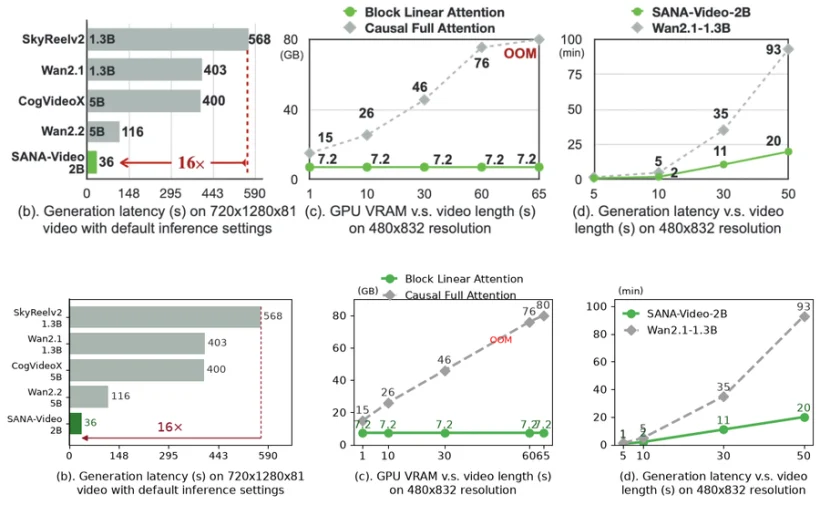 SkyReelv2 1.3B 568
Wan2.1 1.3B 403
CogVideoX 5B 400
Wan2.2 5B 116
SANA-Video 2B 36
16×
0 148 295 443 590
(b). Generation latency (s) on 720x1280x81
video with default inference settings
Block Linear Attention
Causal Full Attention
80
(GB)
40
0
15 26 46 76 OOM
7.2 7.2 7.2 7.2 7.2
1 10 30 60 65
(c). GPU VRAM v.s. video length (s)
on 480x832 resolution
SANA-Video-2B
Wan2.1-1.3B
100
(min)
75
50
25
0
5 35 93
2 11 20
5 10 30 50
(d). Generation latency v.s. video
length (s) on 480x832 resolution
SkyReelv2
1.3B
568
Wan2.1
1.3B
403
CogVideoX
5B
400
Wan2.2
5B
116
SANA-Video
2B
36
16×
0 148 295 443 590
(b). Generation latency (s) on 720x1280x81
video with default inference settings
Block Linear Attention
(GB)
Causal Full Attention
80
60
40
20
0
15 26 46 76 80
OOM
7.2 7.2 7.2 7.2 7.2
1 10 30 60 65
(c). GPU VRAM v.s. video length (s)
on 480x832 resolution
(min)
SANA-Video-2B
Wan2.1-1.3B
100
80
60
40
20
0
1 5 35 93
11 20
5 10 30 50
(d). Generation latency v.s. video
length (s) on 480x832 resolution